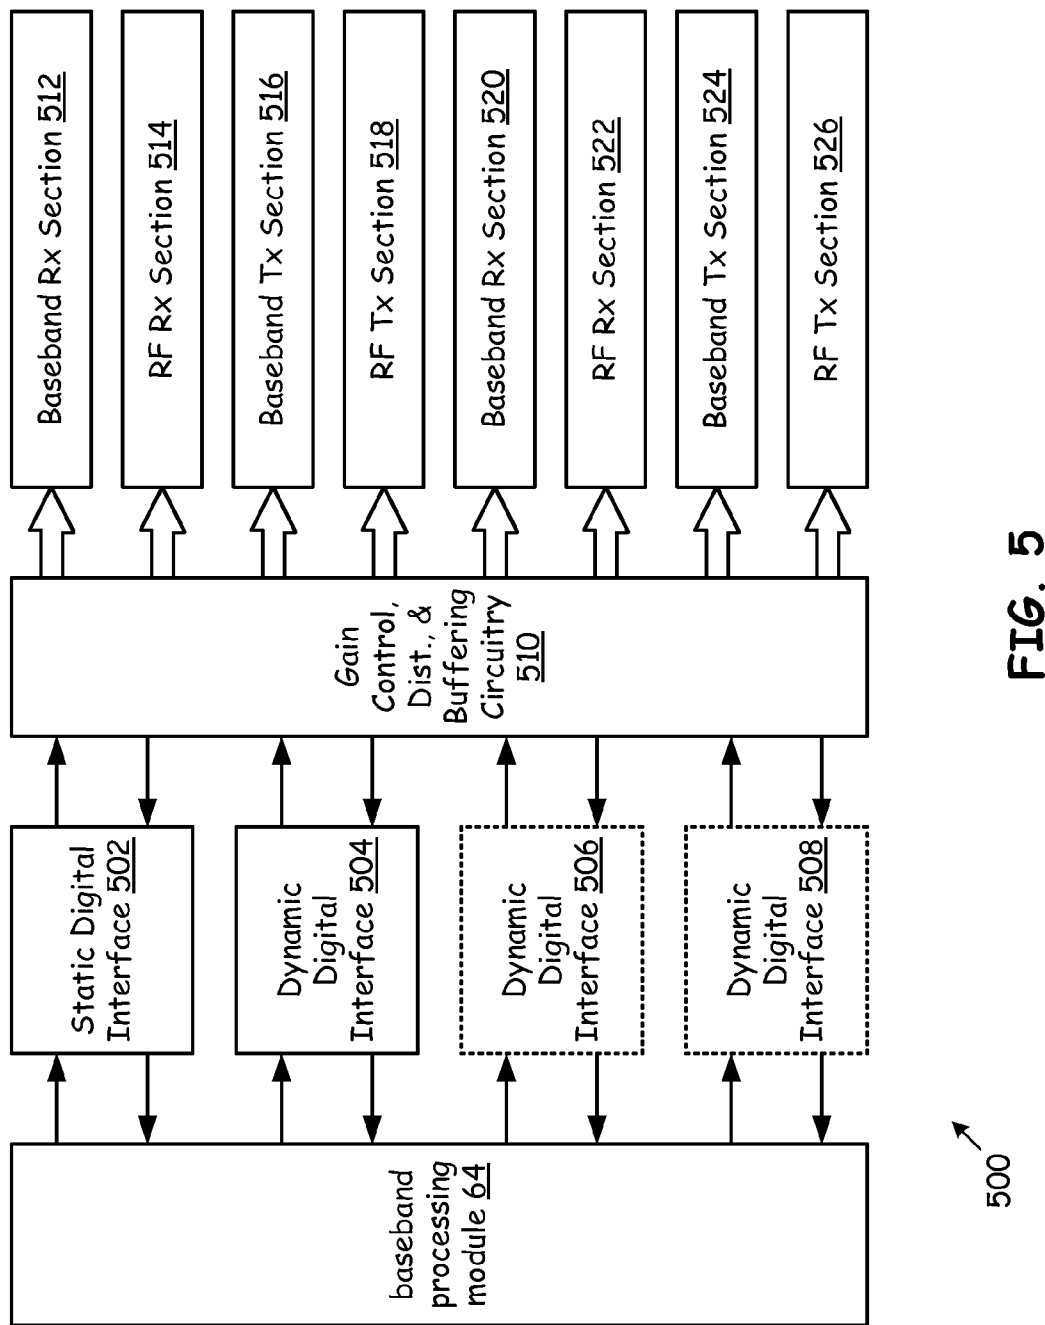 baseband
processing
module 64
Static Digital
Interface 502
Dynamic
Digital
Interface 504
Dynamic
Digital
Interface 506
Dynamic
Digital
Interface 508
Gain
Control,
Dist., &
Buffering
Circuitry
510
Baseband Rx Section 512
RF Rx Section 514
Baseband Tx Section 516
RF Tx Section 518
Baseband Rx Section 520
RF Rx Section 522
Baseband Tx Section 524
RF Tx Section 526
500
FIG. 5